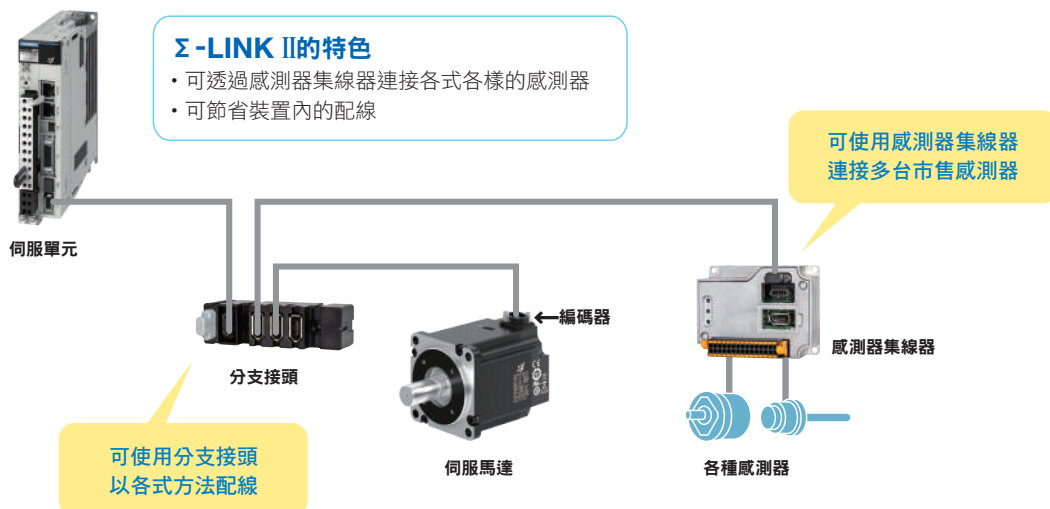 Σ-LINK II的特色
・可透過感測器集線器連接各式各樣的感測器
・可節省裝置內的配線
可使用感測器集線器
連接多台市售感測器
伺服單元
←編碼器
感測器集線器
分支接頭
可使用分支接頭
以各式方法配線
伺服馬達
各種感測器